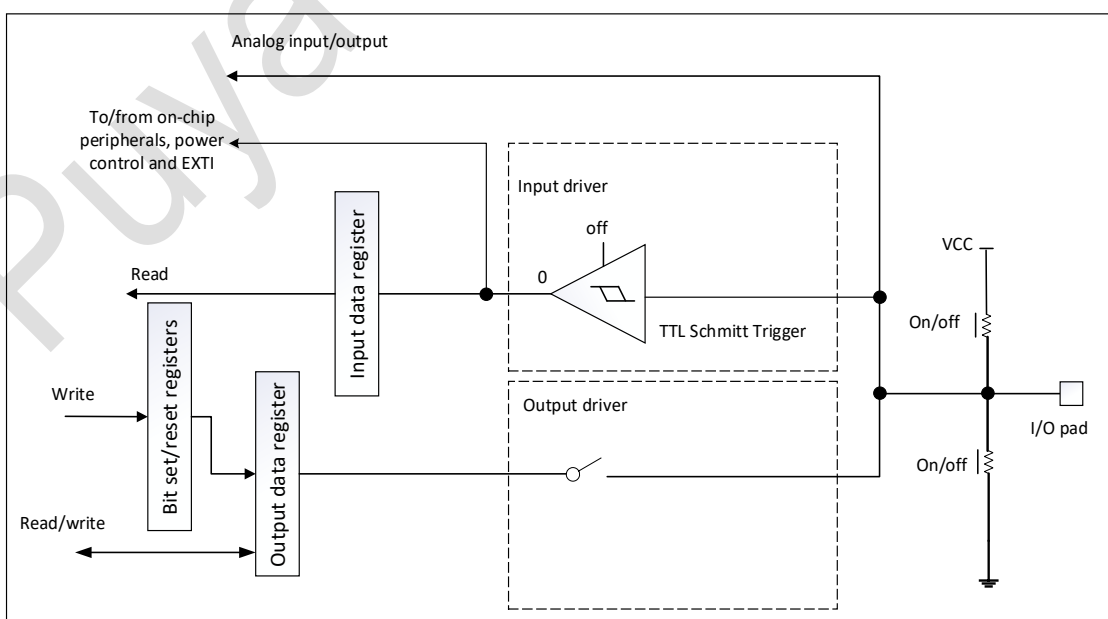 Analog input/output
To/from on-chip
peripherals, power
control and EXTI
Input driver
off
0
VCC
Read
On/off
TTL Schmitt Trigger
Input data register
Bit set/reset registers
Write
Output data register
Output driver
I/O pad
On/off
Read/write
Puya